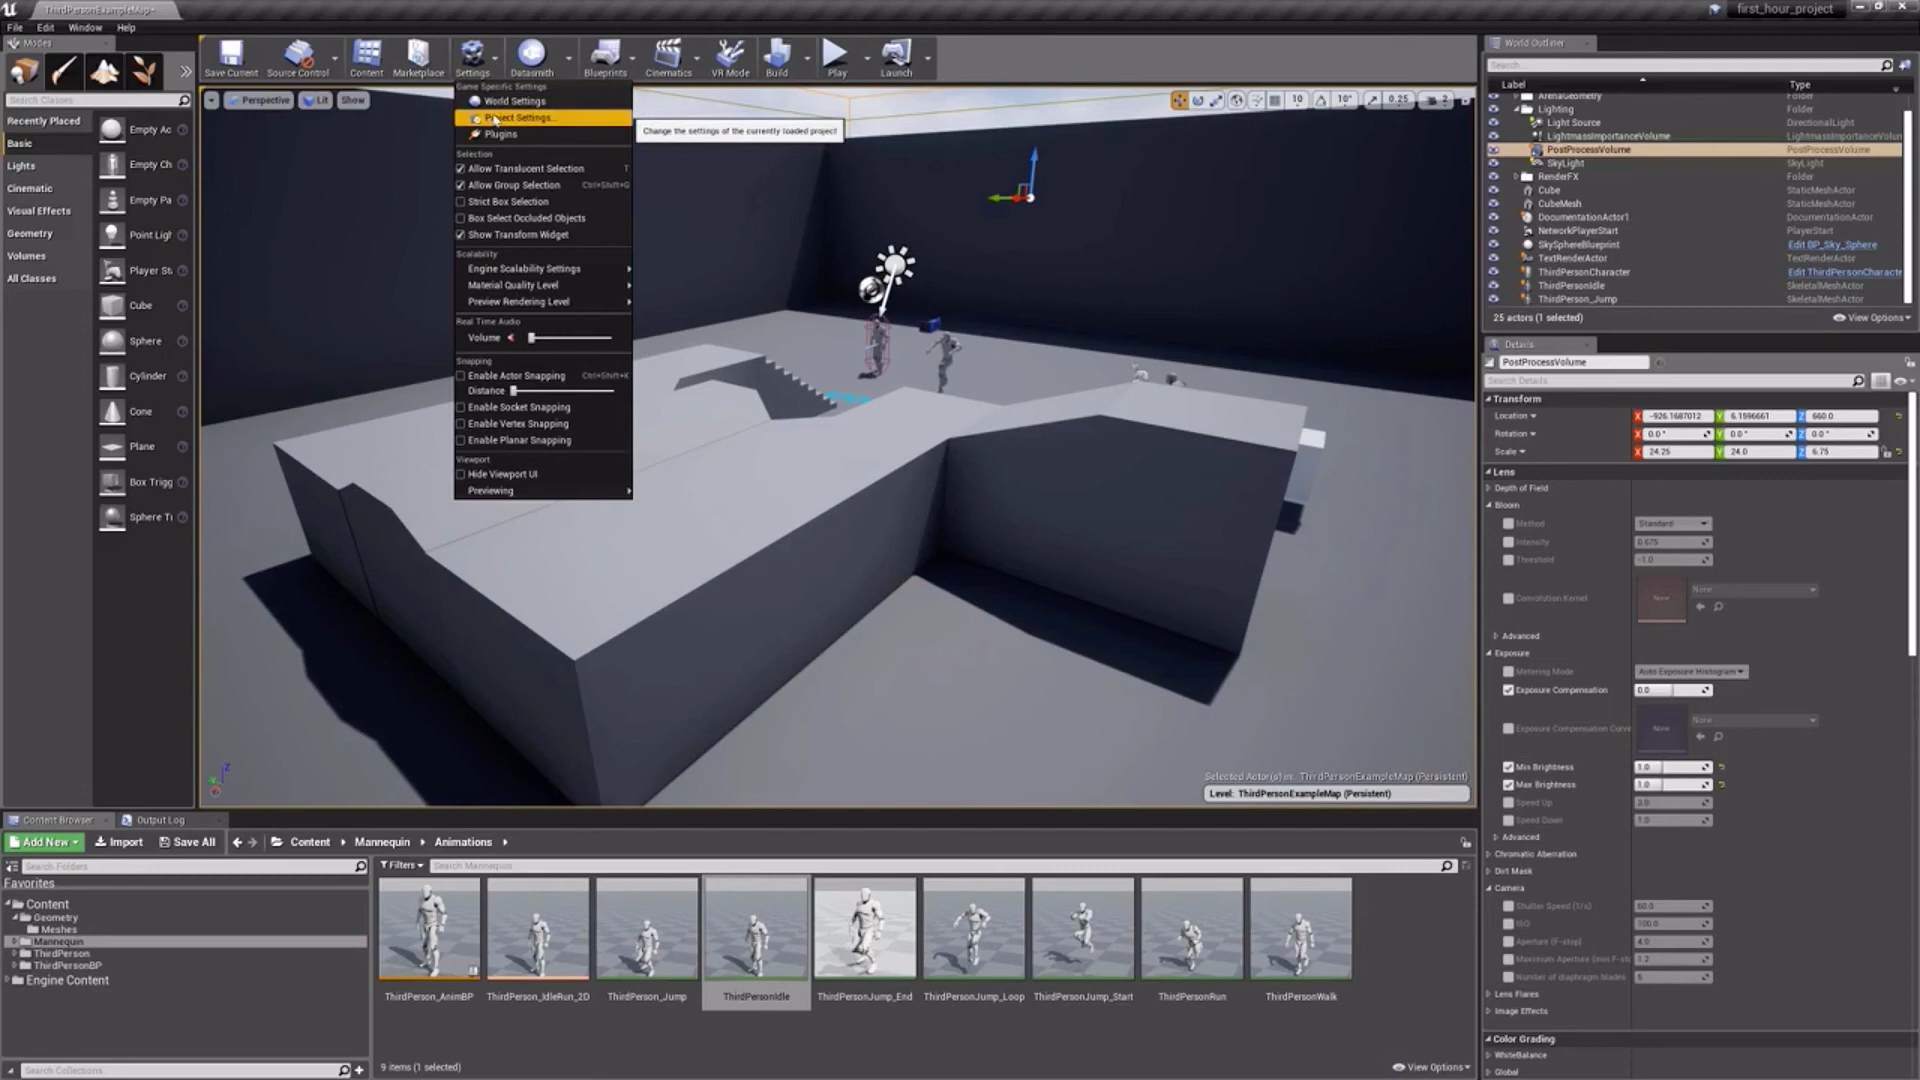 ThirdPersonExampleMap*
first_hour_project
File Edit Window Help
Modes
Search Classes
Recently Placed
Basic
Lights
Cinematic
Visual Effects
Geometry
Volumes
All Classes
Empty Ac
Empty Ch
Empty Pa
Point Ligh
Player St
Cube
Sphere
Cylinder
Cone
Plane
Box Trigg
Sphere Ti
Save Current Source Control Content Marketplace Settings Datasmith Blueprints Cinematics VR Mode Build Play Launch
Perspective Lit Show
10 10° 0.25 2
Game Specific Settings
World Settings
Project Settings...
Plugins
Change the settings of the currently loaded project
Selection
Allow Translucent Selection T
Allow Group Selection Ctrl+Shift+G
Strict Box Selection
Box Select Occluded Objects
Show Transform Widget
Scalability
Engine Scalability Settings
Material Quality Level
Preview Rendering Level
Real Time Audio
Volume
Snapping
Enable Actor Snapping Ctrl+Shift+K
Distance
Enable Socket Snapping
Enable Vertex Snapping
Enable Planar Snapping
Viewport
Hide Viewport UI
Previewing
Selected Actor(s) in: ThirdPersonExampleMap (Persistent)
Level: ThirdPersonExampleMap (Persistent)
World Outliner
Search...
Label Type
ArenaGeometry Folder
Lighting Folder
Light Source DirectionalLight
LightmassImportanceVolume LightmassImportanceVolume
PostProcessVolume PostProcessVolume
SkyLight SkyLight
RenderFX Folder
Cube StaticMeshActor
CubeMesh StaticMeshActor
DocumentationActor1 DocumentationActor
NetworkPlayerStart PlayerStart
SkySphereBlueprint Edit BP_Sky_Sphere
TextRenderActor TextRenderActor
ThirdPersonCharacter Edit ThirdPersonCharacte
ThirdPersonIdle SkeletalMeshActor
ThirdPerson_Jump SkeletalMeshActor
25 actors (1 selected) View Options
Details
PostProcessVolume
Search Details
Transform
Location X -926.1687012 Y 6.1596661 Z 660.0
Rotation X 0.0° Y 0.0° Z 0.0°
Scale X 24.25 Y 24.0 Z 6.75
Lens
Depth of Field
Bloom
Method Standard
Intensity 0.675
Threshold -1.0
Convolution Kernel None None
Advanced
Exposure
Metering Mode Auto Exposure Histogram
Exposure Compensation 0.0
Exposure Compensation Curve None None
Min Brightness 1.0
Max Brightness 1.0
Speed Up 3.0
Speed Down 1.0
Advanced
Chromatic Aberration
Dirt Mask
Camera
Shutter Speed (1/s) 60.0
ISO 100.0
Aperture (F-stop) 4.0
Maximum Aperture (min F-st 1.2
Number of diaphragm blades 5
Lens Flares
Image Effects
Color Grading
WhiteBalance
Global
Content Browser Output Log
Add New Import Save All Content Mannequin Animations
Search Folders
Favorites
Content
Geometry
Meshes
Mannequin
ThirdPerson
ThirdPersonBP
Engine Content
Search Collections
Filters Search Mannequin
ThirdPerson_AnimBP ThirdPerson_IdleRun_2D ThirdPerson_Jump ThirdPersonIdle ThirdPersonJump_End ThirdPersonJump_Loop ThirdPersonJump_Start ThirdPersonRun ThirdPersonWalk
9 items (1 selected) View Options